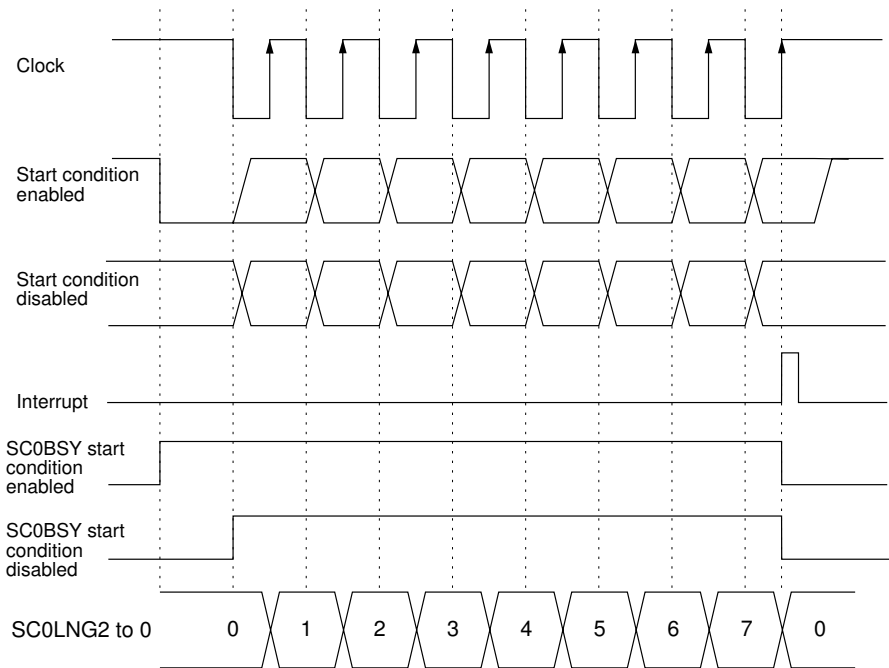 Clock
Start condition
enabled
Start condition
disabled
Interrupt
SC0BSY start
condition
enabled
SC0BSY start
condition
disabled
SC0LNG2 to 0 0 1 2 3 4 5 6 7 0